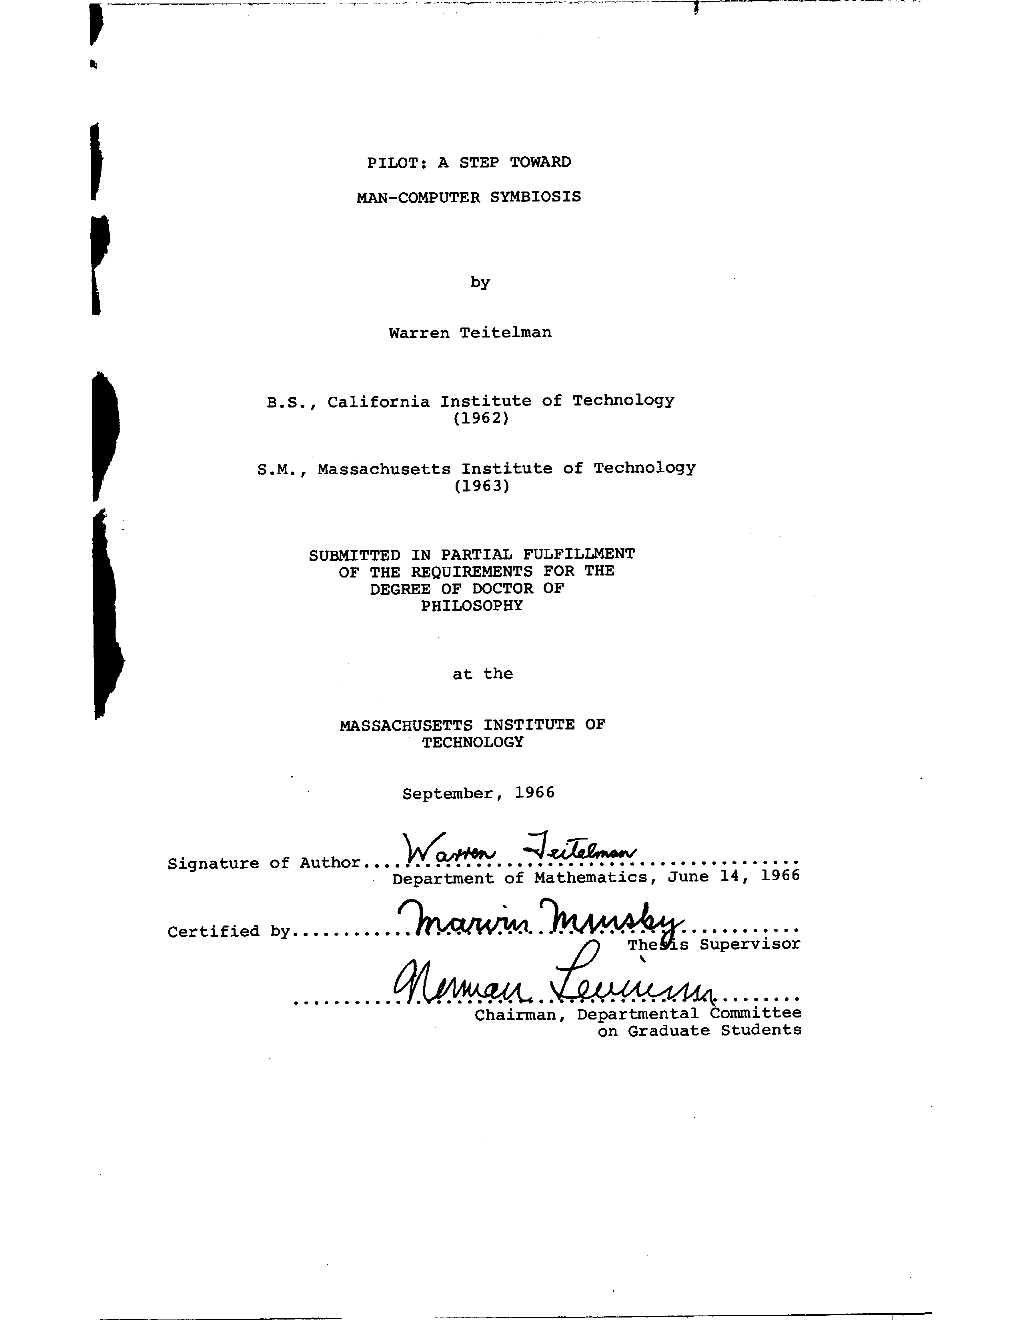 PILOT: A STEP TOWARD
MAN-COMPUTER SYMBIOSIS
by
Warren Teitelman
B.S., California Institute of Technology
(1962)
S.M., Massachusetts Institute of Technology
(1963)
SUBMITTED IN PARTIAL FULFILLMENT
OF THE REQUIREMENTS FOR THE
DEGREE OF DOCTOR OF
PHILOSOPHY
at the
MASSACHUSETTS INSTITUTE OF
TECHNOLOGY
September, 1966
Signature of Author....Warren Teitelman................
Department of Mathematics, June 14, 1966
Certified by...........Marvin Minsky............
Thesis Supervisor
..........Norman Levinson........
Chairman, Departmental Committee
on Graduate Students